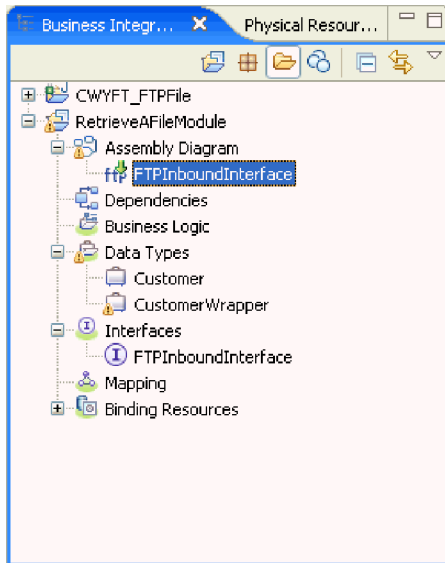 Business Integr... Physical Resour...
CWYFT_FTPFile
RetrieveAFileModule
Assembly Diagram
ftp FTPInboundInterface
Dependencies
Business Logic
Data Types
Customer
CustomerWrapper
Interfaces
I FTPInboundInterface
Mapping
Binding Resources